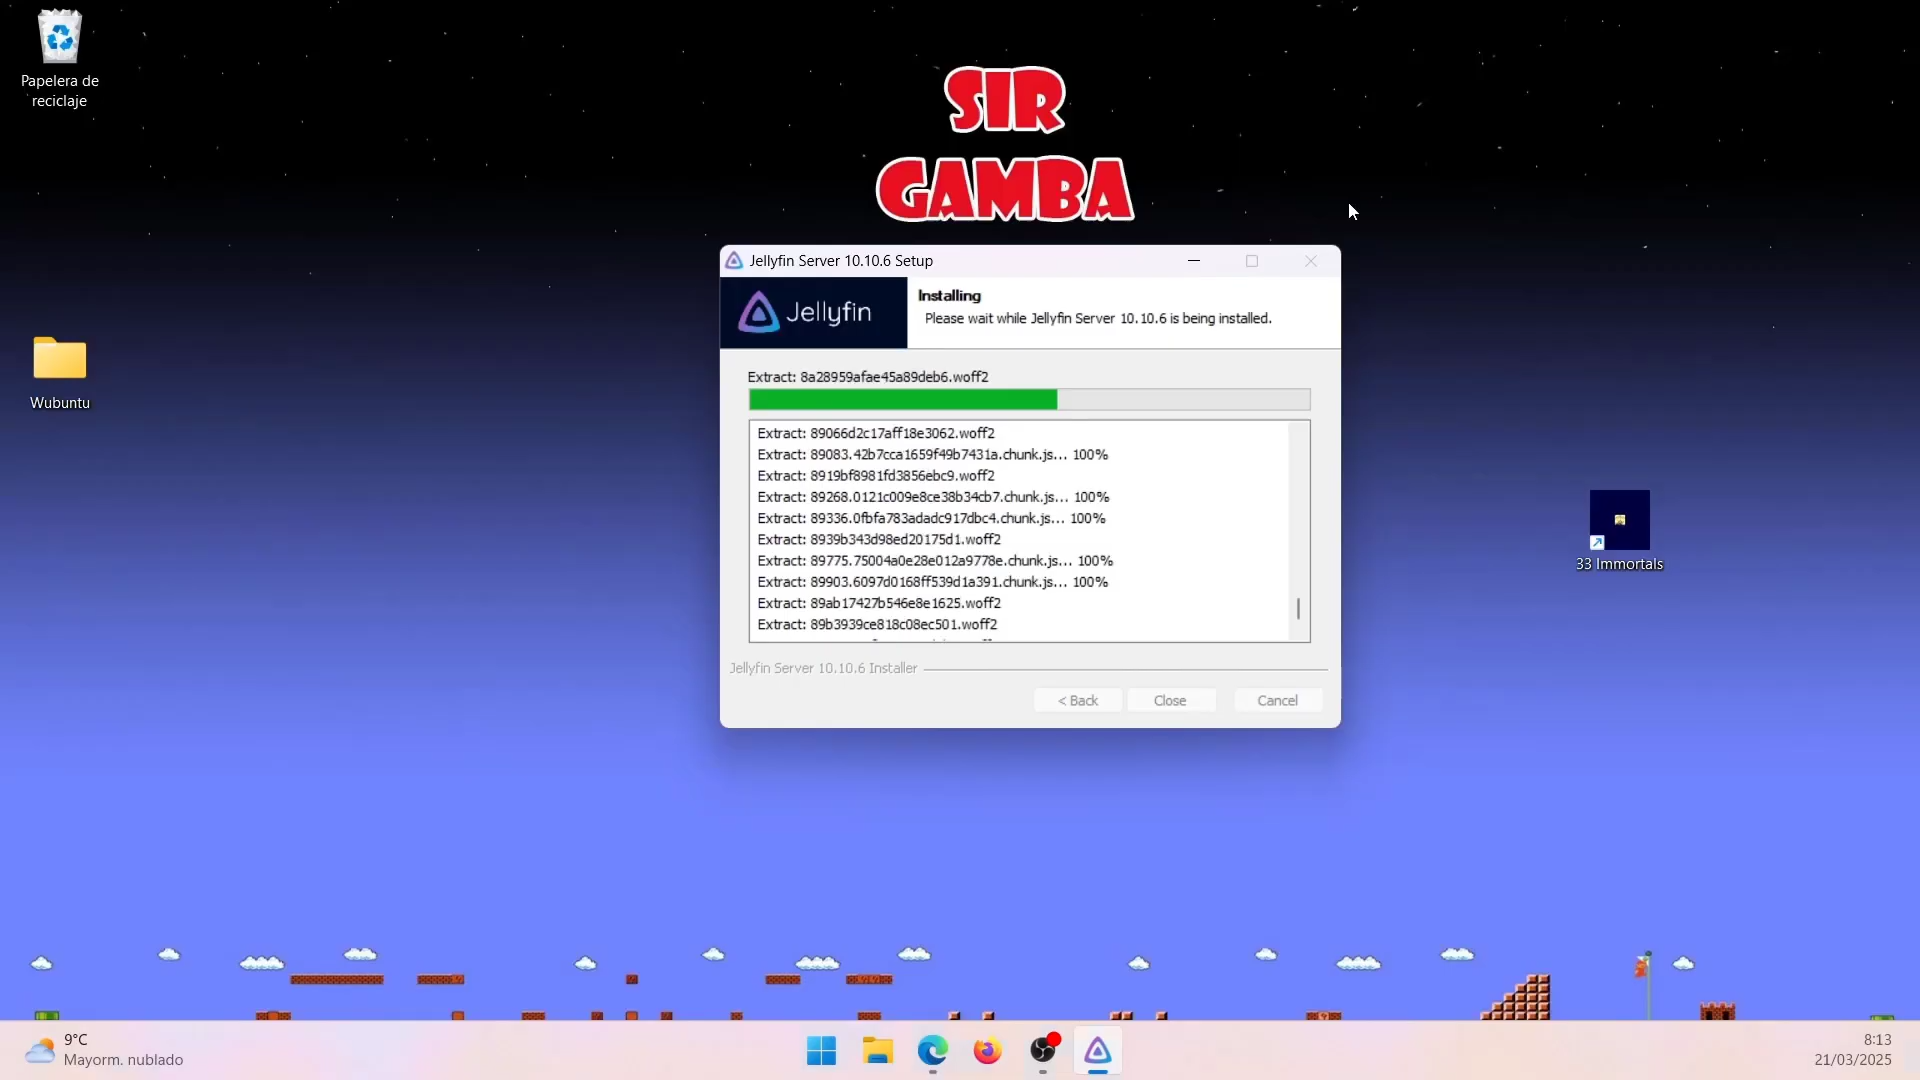 Papelera de
reciclaje
SIR
GAMBA
Jellyfin Server 10.10.6 Setup
Jellyfin
Installing
Please wait while Jellyfin Server 10.10.6 is being installed.
Extract: 8a28959afae45a89deb6.woff2
Extract: 89066d2c17aff18e3062.woff2
Extract: 89083.42b7cca1659f49b7431a.chunk.js... 100%
Extract: 8919bf8981fd3856ebc9.woff2
Extract: 89268.0121c009e8ce38b34cb7.chunk.js... 100%
Extract: 89336.0fbfa783adadc917dbc4.chunk.js... 100%
Extract: 8939b343d98ed20175d1.woff2
Extract: 89775.75004a0e28e012a9778e.chunk.js... 100%
Extract: 89903.6097d0168ff539d1a391.chunk.js... 100%
Extract: 89ab17427b546e8e1625.woff2
Extract: 89b3939ce818c08ec501.woff2
Jellyfin Server 10.10.6 Installer
< Back
Close
Cancel
Wubuntu
33 Immortals
9°C
Mayorm. nublado
8:13
21/03/2025